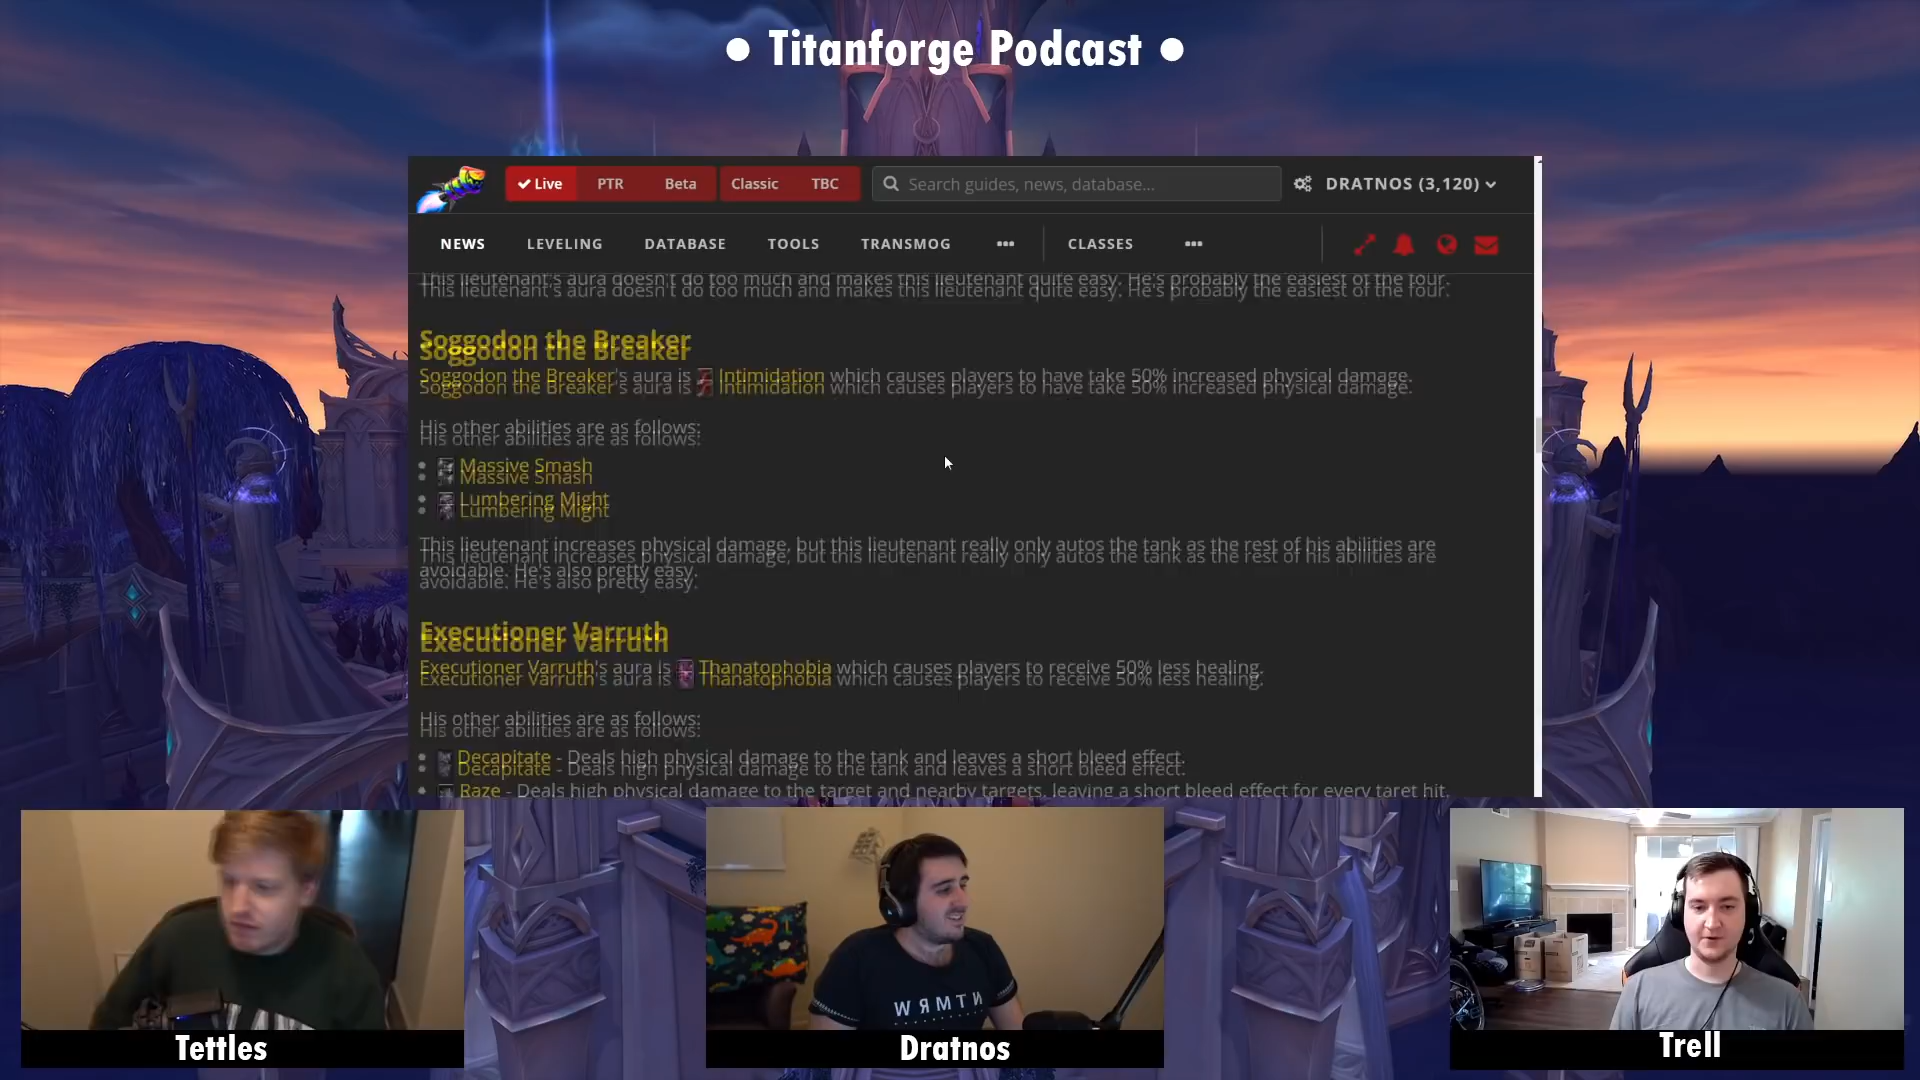 • Titanforge Podcast •
Live PTR Beta Classic TBC Search guides, news, database... DRATNOS (3,120)
NEWS LEVELING DATABASE TOOLS TRANSMOG ••• CLASSES •••
This lieutenant's aura doesn't do too much and makes this lieutenant quite easy. He's probably the easiest of the four.
Soggodon the Breaker
Soggodon the Breaker's aura is Intimidation which causes players to have take 50% increased physical damage.
His other abilities are as follows:
• Massive Smash
• Lumbering Might
This lieutenant increases physical damage, but this lieutenant really only autos the tank as the rest of his abilities are
avoidable. He's also pretty easy.
Executioner Varruth
Executioner Varruth's aura is Thanatophobia which causes players to receive 50% less healing.
His other abilities are as follows:
• Decapitate - Deals high physical damage to the tank and leaves a short bleed effect.
• Raze - Deals high physical damage to the target and nearby targets, leaving a short bleed effect for every taret hit.
Tettles
Dratnos
Trell